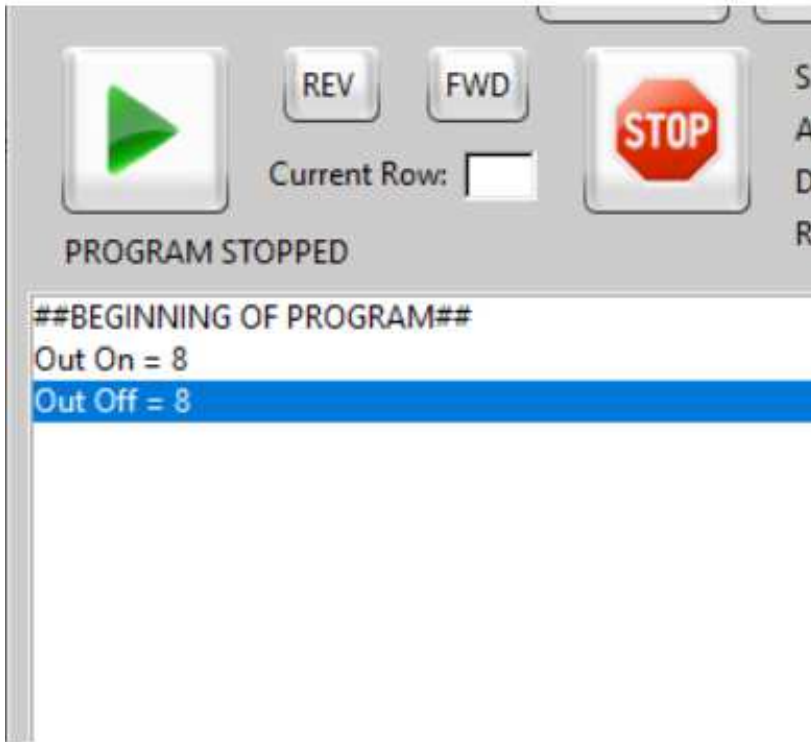 REV
FWD
STOP
Current Row:
PROGRAM STOPPED
##BEGINNING OF PROGRAM##
Out On = 8
Out Off = 8